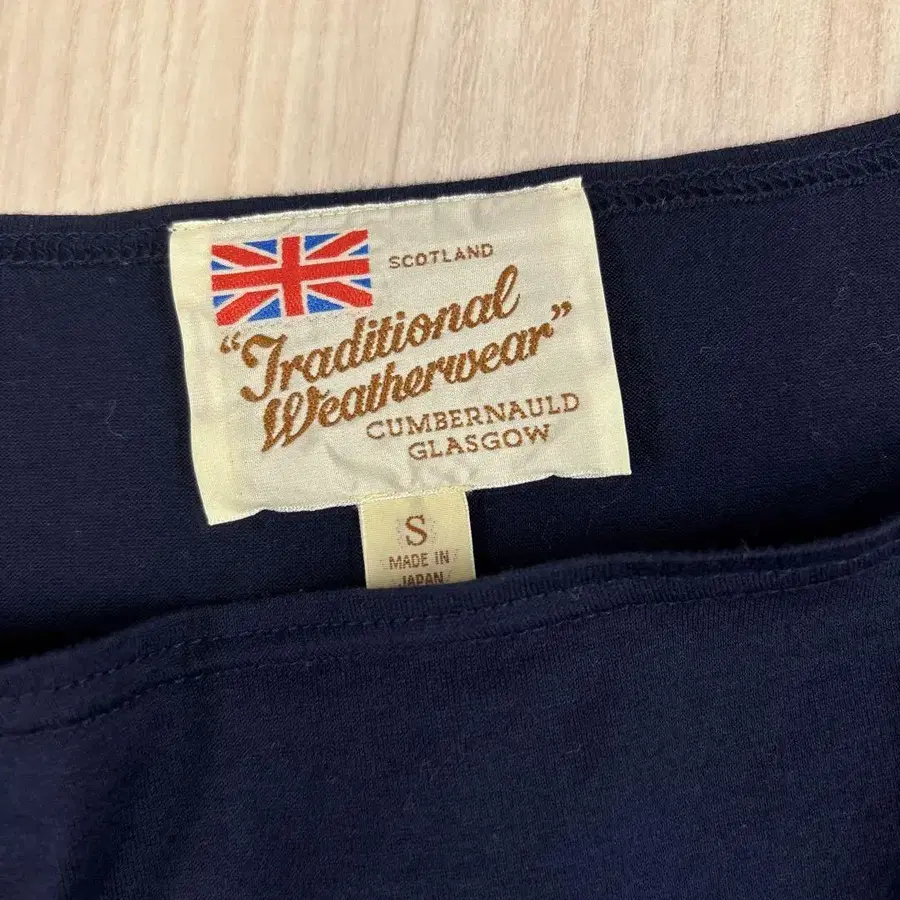 SCOTLAND
"Traditional
Weatherwear"
CUMBERNAULD
GLASGOW
S
MADE IN
JAPAN